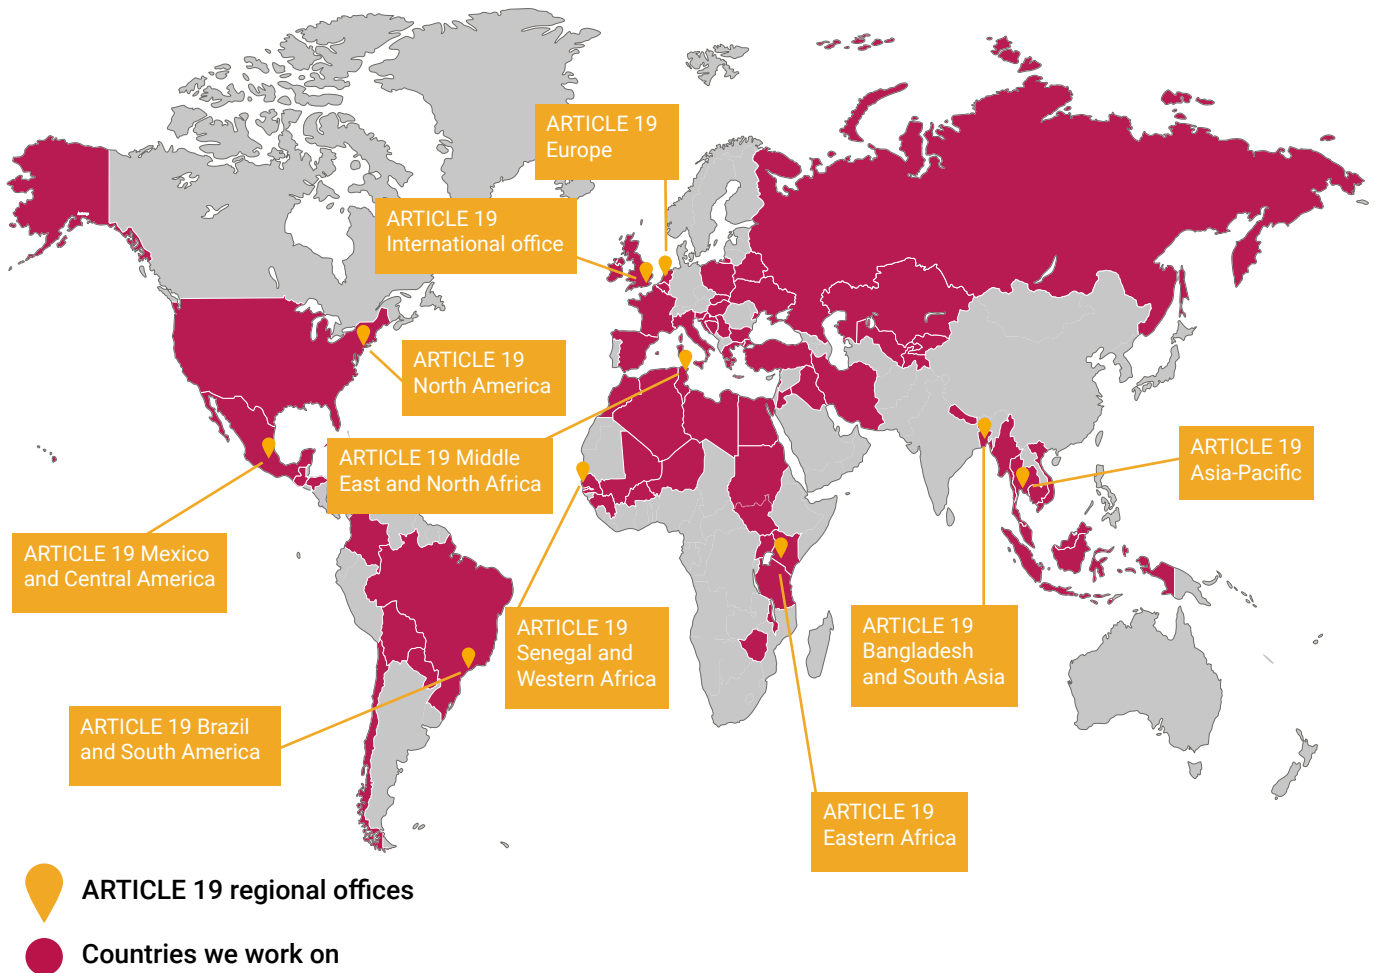 ARTICLE 19
Europe
ARTICLE 19
International office
ARTICLE 19
North America
ARTICLE 19 Middle
East and North Africa
ARTICLE 19
Asia-Pacific
ARTICLE 19 Mexico
and Central America
ARTICLE 19
Senegal and
Western Africa
ARTICLE 19
Bangladesh
and South Asia
ARTICLE 19 Brazil
and South America
ARTICLE 19
Eastern Africa
ARTICLE 19 regional offices
Countries we work on